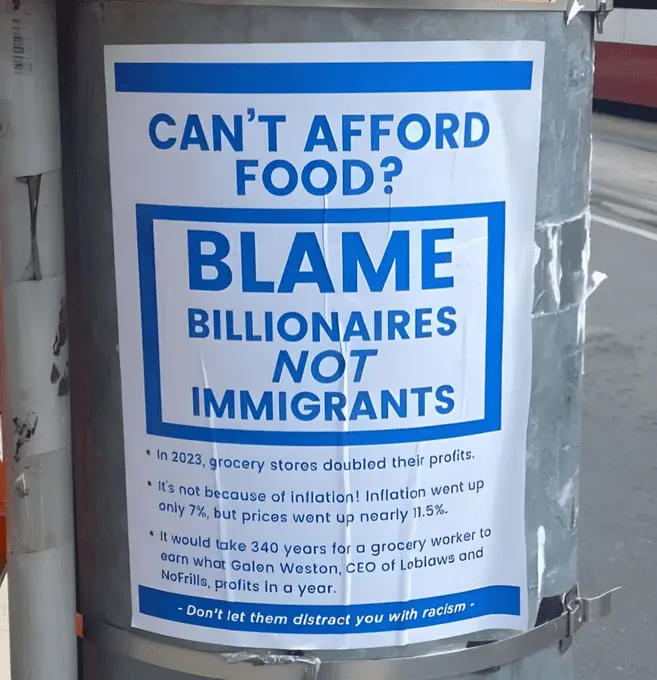 CAN'T AFFORD
FOOD?
BLAME
BILLIONAIRES
NOT
IMMIGRANTS
• In 2023, grocery stores doubled their profits.
• It's not because of inflation! Inflation went up
only 7%, but prices went up nearly 11.5%.
• It would take 340 years for a grocery worker to
earn what Galen Weston, CEO of Loblaws and
NoFrills, profits in a year.
- Don't let them distract you with racism -